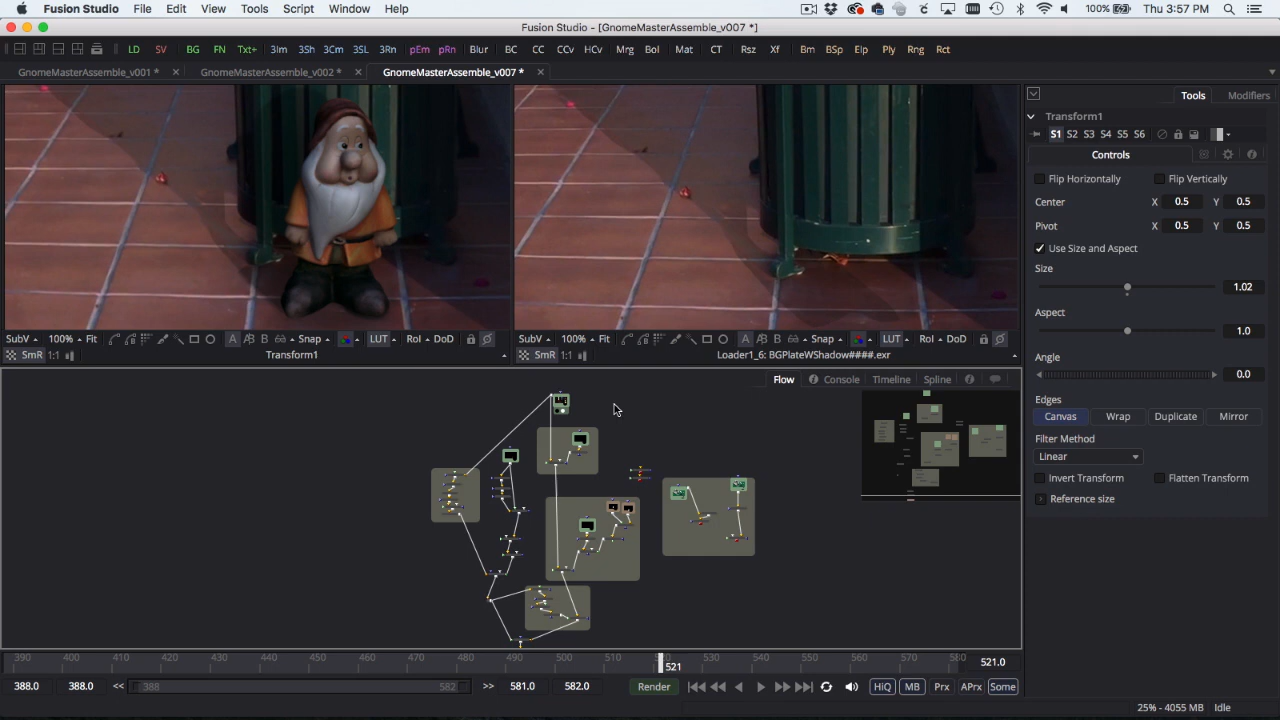 Fusion Studio File Edit View Tools Script Window Help 100% Thu 3:57 PM
Fusion Studio - [GnomeMasterAssemble_v007 *]
LD SV BG FN Txt+ 3Im 3Sh 3Cm 3SL 3Rn pEm pRn Blur BC CC CCv HCv Mrg Bol Mat CT Rsz Xf Bm BSp Elp Ply Rng Rct
GnomeMasterAssemble_v001 * GnomeMasterAssemble_v002 * GnomeMasterAssemble_v007 *
Tools Modifiers
Transform1
S1 S2 S3 S4 S5 S6
Controls
Flip Horizontally Flip Vertically
Center X 0.5 Y 0.5
Pivot X 0.5 Y 0.5
Use Size and Aspect
Size
1.02
Aspect
1.0
Angle
0.0
Edges
Canvas Wrap Duplicate Mirror
Filter Method
Linear
Invert Transform Flatten Transform
Reference size
SubV 100% Fit A B Snap LUT RoI DoD
SmR 1:1 Transform1
SubV 100% Fit A B Snap LUT RoI DoD
SmR 1:1 Loader1_6: BGPlateWShadow####.exr
Flow Console Timeline Spline
390 400 410 420 430 440 450 460 470 480 490 500 510 530 540 550 560 570 580
521 521.0
388.0 388.0 << 388 582 >> 581.0 582.0 Render HiQ MB Prx APrx Some
25% - 4055 MB Idle